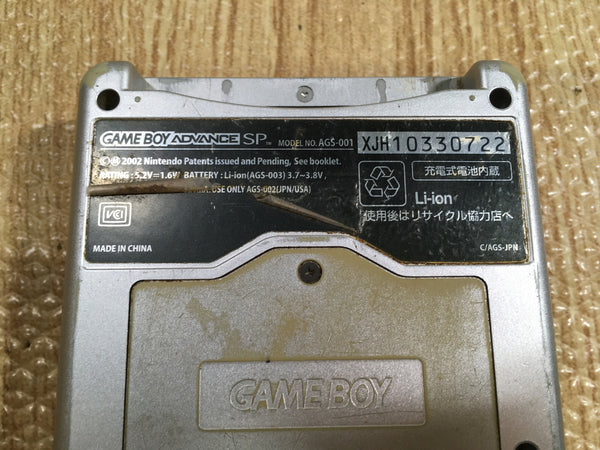 GAME BOY ADVANCE SP™ MODEL NO. AGS-001 XJH10330722
©® 2002 Nintendo Patents issued and Pending, See booklet.
RATING: 5.2V⎓1.6W BATTERY : Li-ion(AGS-003) 3.7~3.8V,
USE ONLY AGS-002(JPN/USA)
充電式電池内蔵
Li-ion
使用後はリサイクル協力店へ
VCI
MADE IN CHINA
C/AGS-JPN
GAME BOY